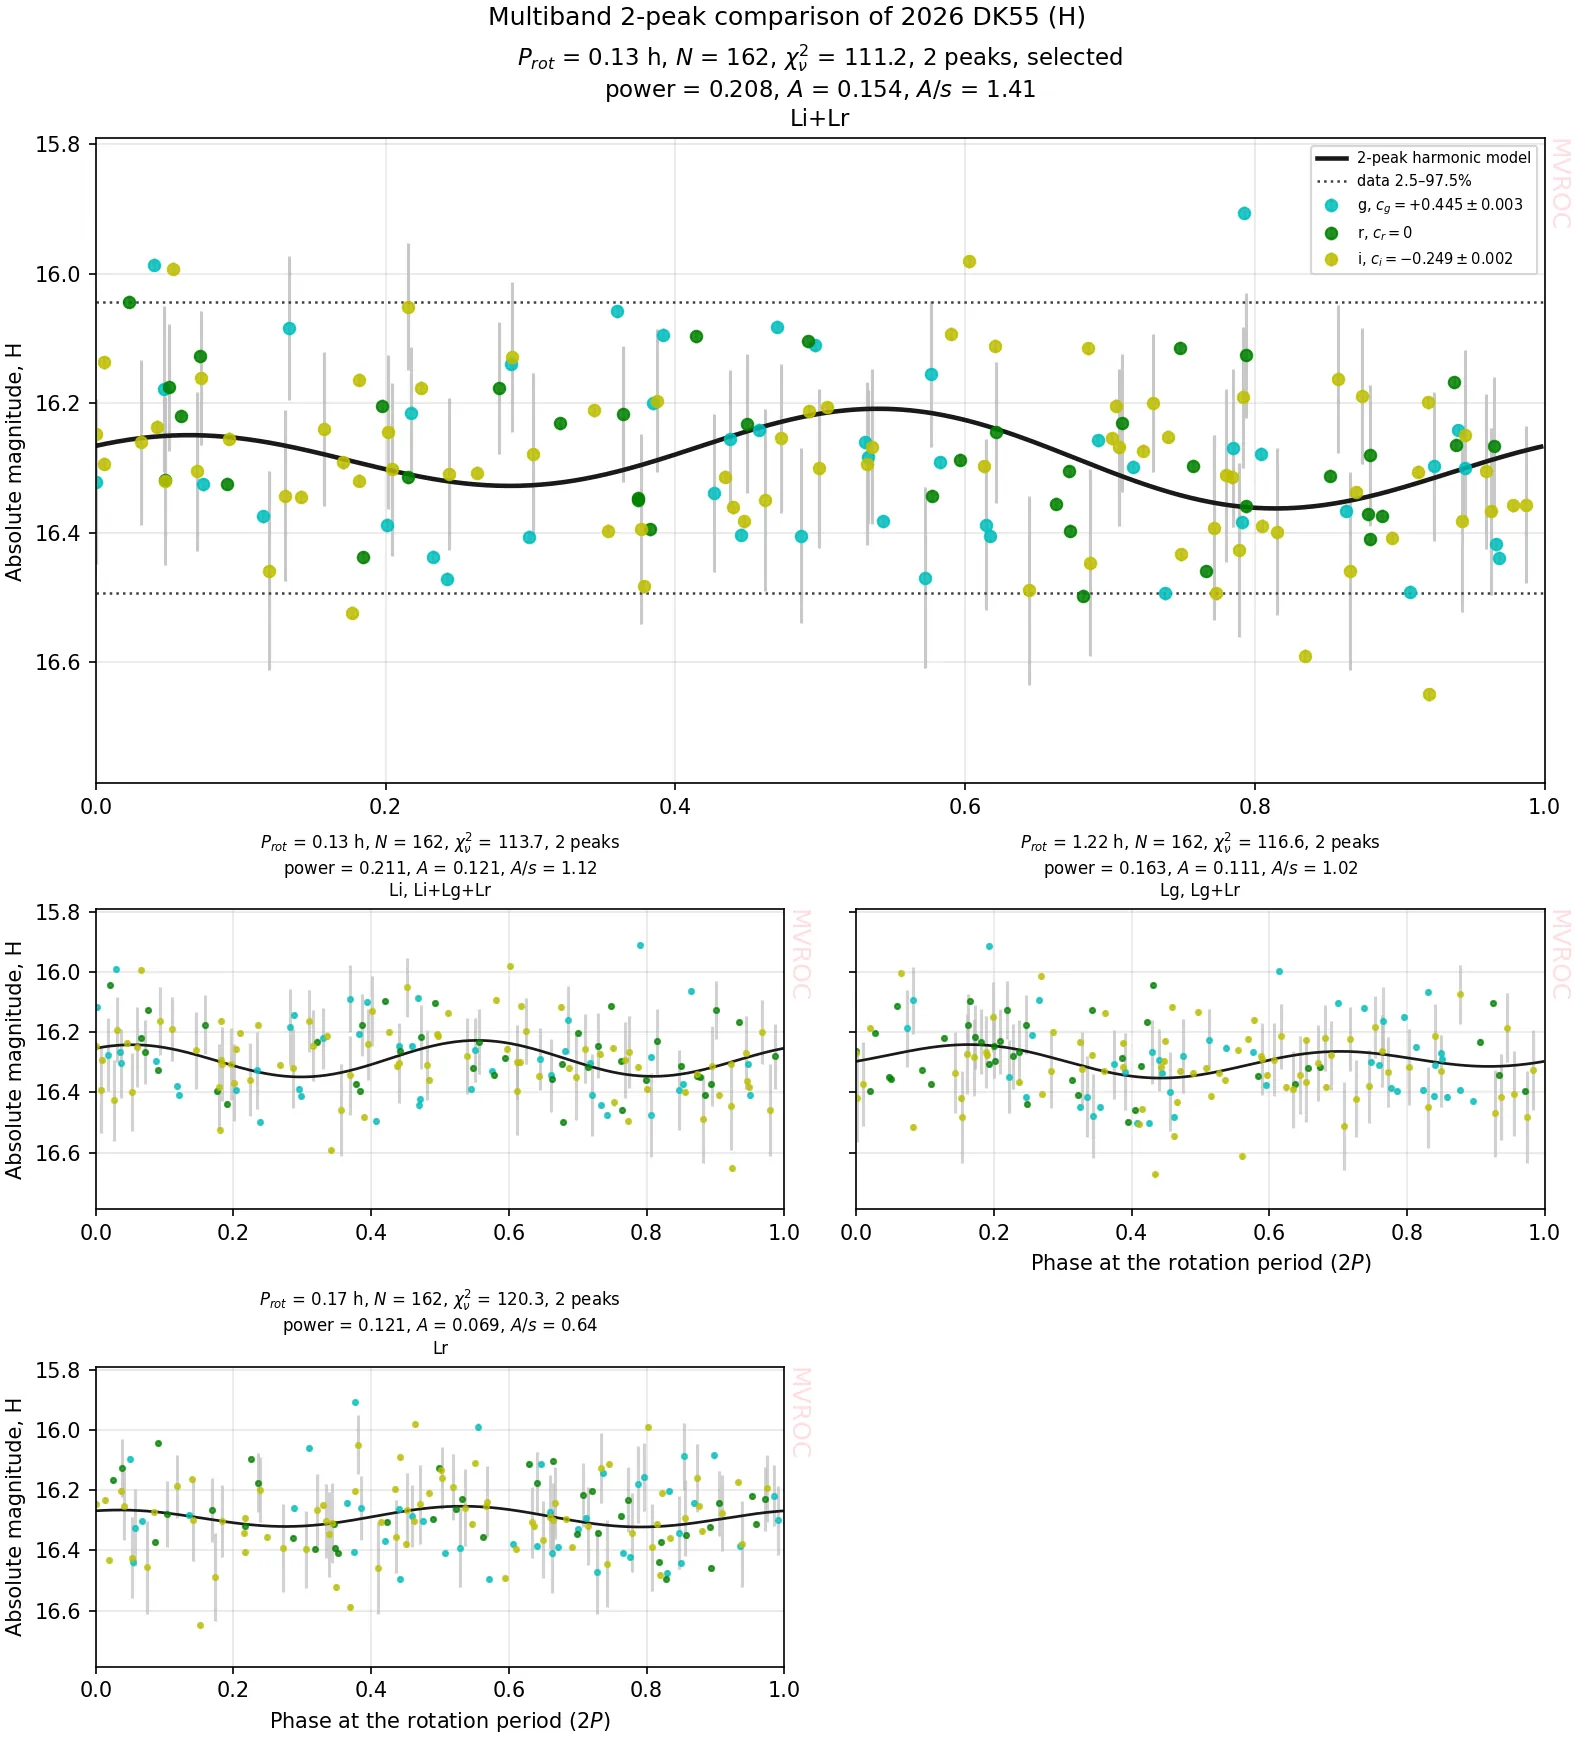 Multiband 2-peak comparison of 2026 DK55 (H)
P_rot = 0.13 h, N = 162, χ²_ν = 111.2, 2 peaks, selected
power = 0.208, A = 0.154, A/s = 1.41
Li+Lr
15.8
16.0
16.2
16.4
16.6
Absolute magnitude, H
2-peak harmonic model
data 2.5–97.5%
g, c_g = +0.445 ± 0.003
r, c_r = 0
i, c_i = −0.249 ± 0.002
MVROC
0.0 0.2 0.4 0.6 0.8 1.0
P_rot = 0.13 h, N = 162, χ²_ν = 113.7, 2 peaks
power = 0.211, A = 0.121, A/s = 1.12
Li, Li+Lg+Lr
15.8
16.0
16.2
16.4
16.6
Absolute magnitude, H
MVROC
0.0 0.2 0.4 0.6 0.8 1.0
P_rot = 1.22 h, N = 162, χ²_ν = 116.6, 2 peaks
power = 0.163, A = 0.111, A/s = 1.02
Lg, Lg+Lr
MVROC
0.0 0.2 0.4 0.6 0.8 1.0
Phase at the rotation period (2P)
P_rot = 0.17 h, N = 162, χ²_ν = 120.3, 2 peaks
power = 0.121, A = 0.069, A/s = 0.64
Lr
15.8
16.0
16.2
16.4
16.6
Absolute magnitude, H
MVROC
0.0 0.2 0.4 0.6 0.8 1.0
Phase at the rotation period (2P)